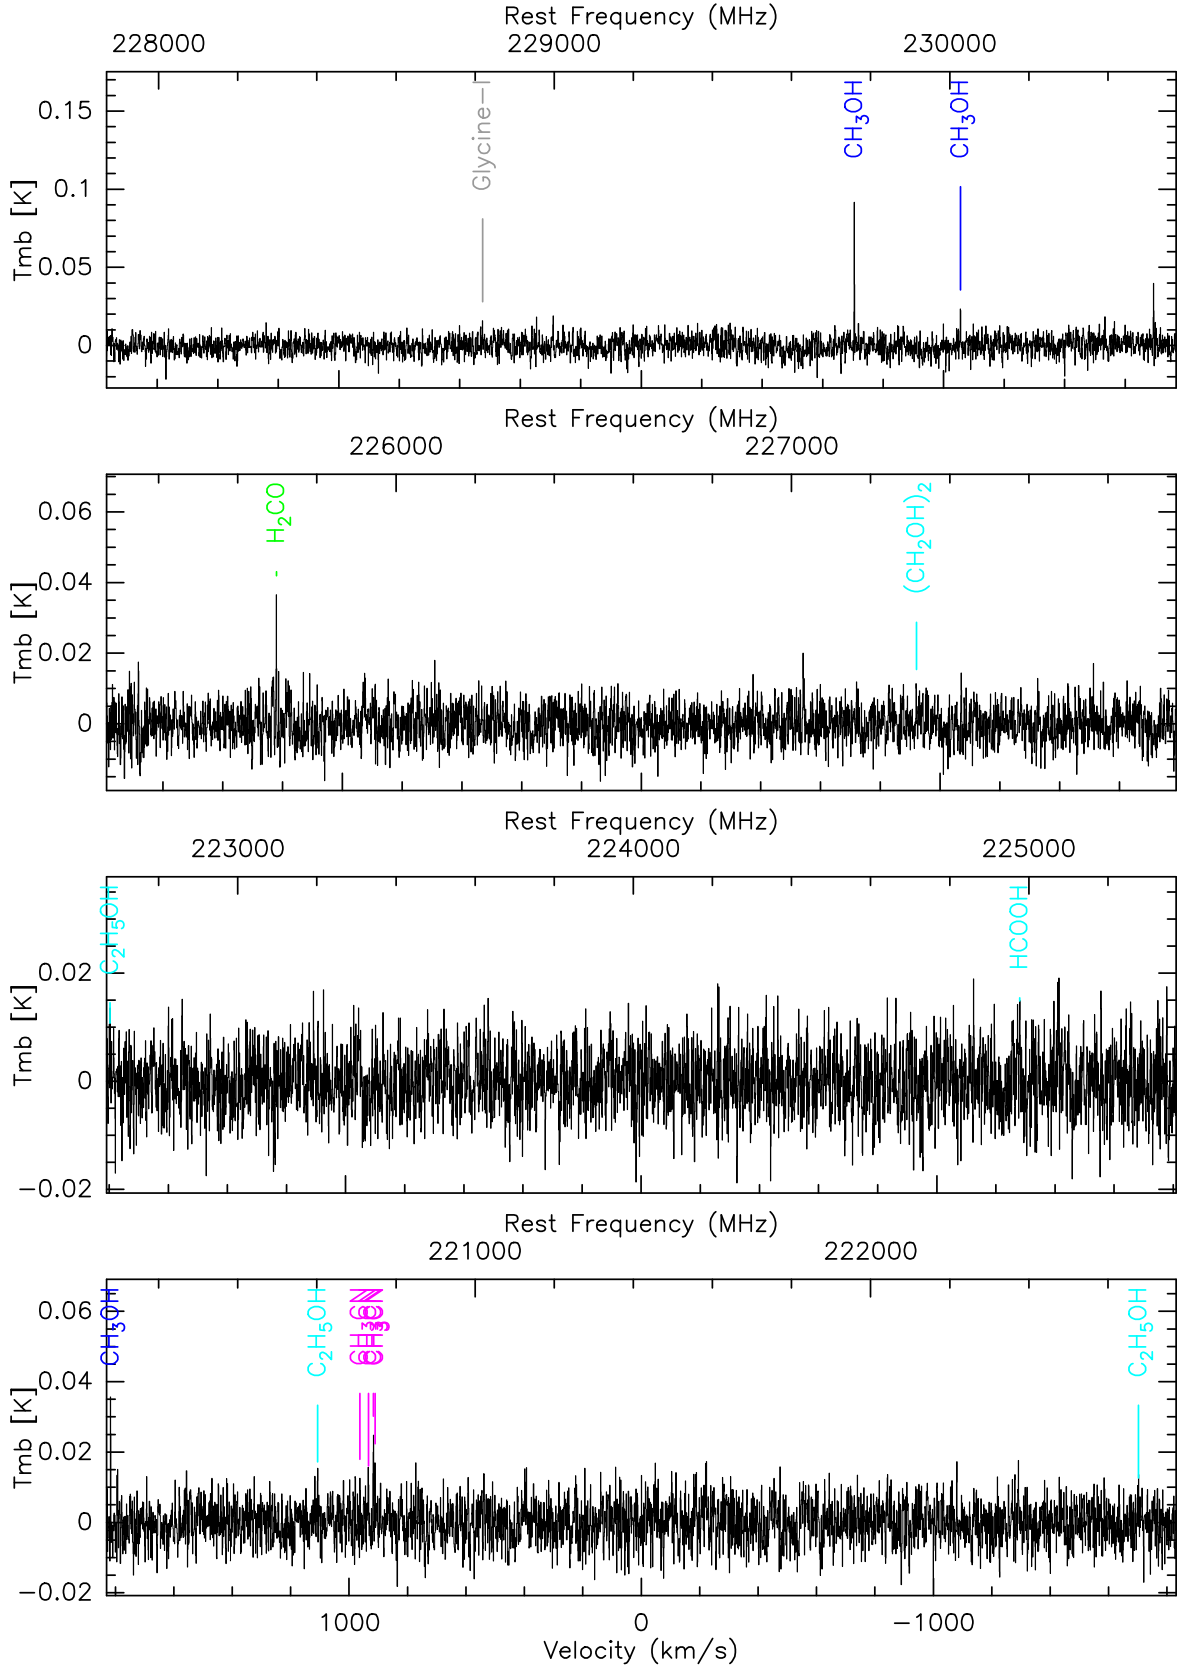 Rest Frequency (MHz)
228000 229000 230000
Tmb [K]
0.15
0.1
0.05
0
Glycine-I
CH₃OH
CH₃OH
Rest Frequency (MHz)
226000 227000
Tmb [K]
0.06
0.04
0.02
0
H₂CO
(CH₂OH)₂
Rest Frequency (MHz)
223000 224000 225000
Tmb [K]
0.02
0
−0.02
C₂H₅OH
HCOOH
Rest Frequency (MHz)
221000 222000
Tmb [K]
0.06
0.04
0.02
0
−0.02
CH₃OH
C₂H₅OH
CH₃CN
C₂H₅OH
1000 0 −1000
Velocity (km/s)